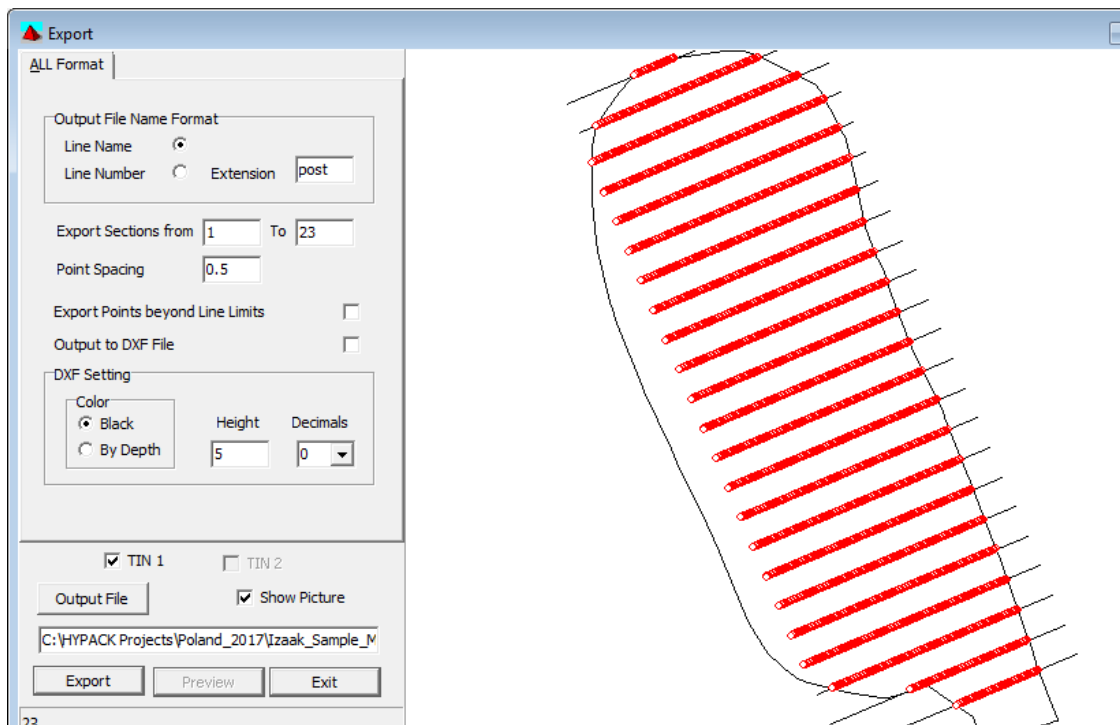 Export
ALL Format
Output File Name Format
Line Name
Line Number Extension post
Export Sections from 1 To 23
Point Spacing 0.5
Export Points beyond Line Limits
Output to DXF File
DXF Setting
Color
Black Height Decimals
By Depth 5 0
TIN 1 TIN 2
Output File Show Picture
C:\HYPACK Projects\Poland_2017\Izaak_Sample_M
Export Preview Exit
23